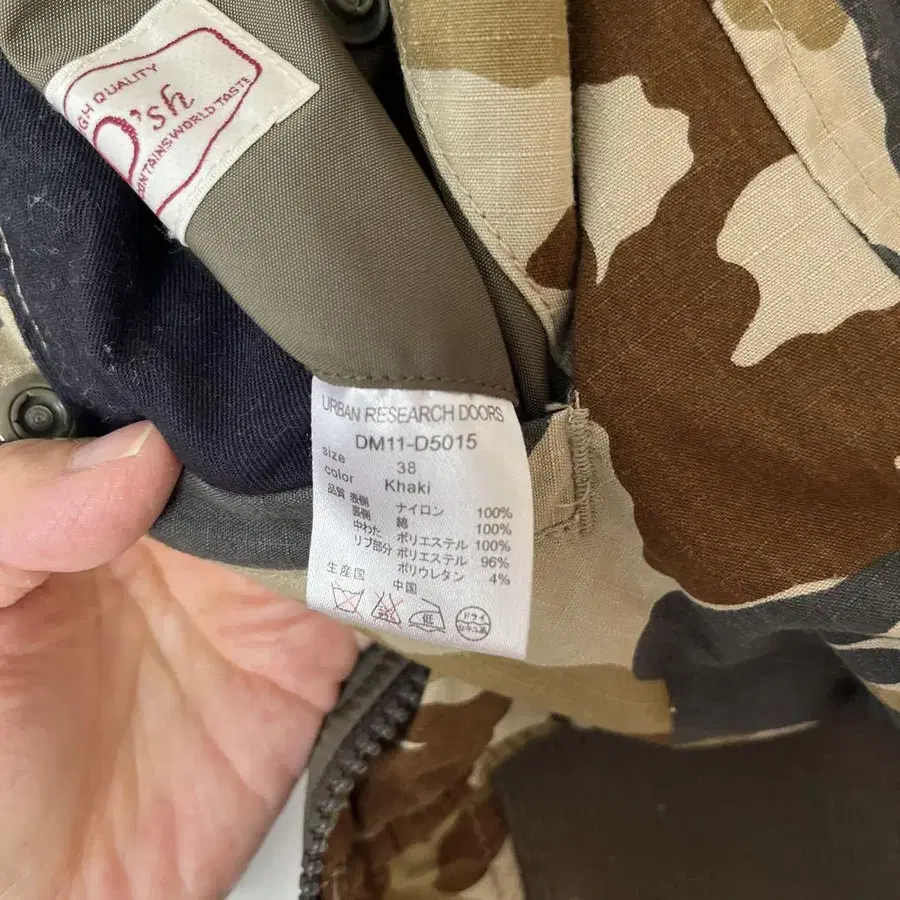 GH QUALITY
'sh
ONTAINSWORLD TASTE
URBAN RESEARCH DOORS
DM11-D5015
size 38
color Khaki
品質 表側 ナイロン 100%
裏側 綿 100%
中わた ポリエステル 100%
リブ部分 ポリエステル 96%
ポリウレタン 4%
生産国 中国
低 ドライ